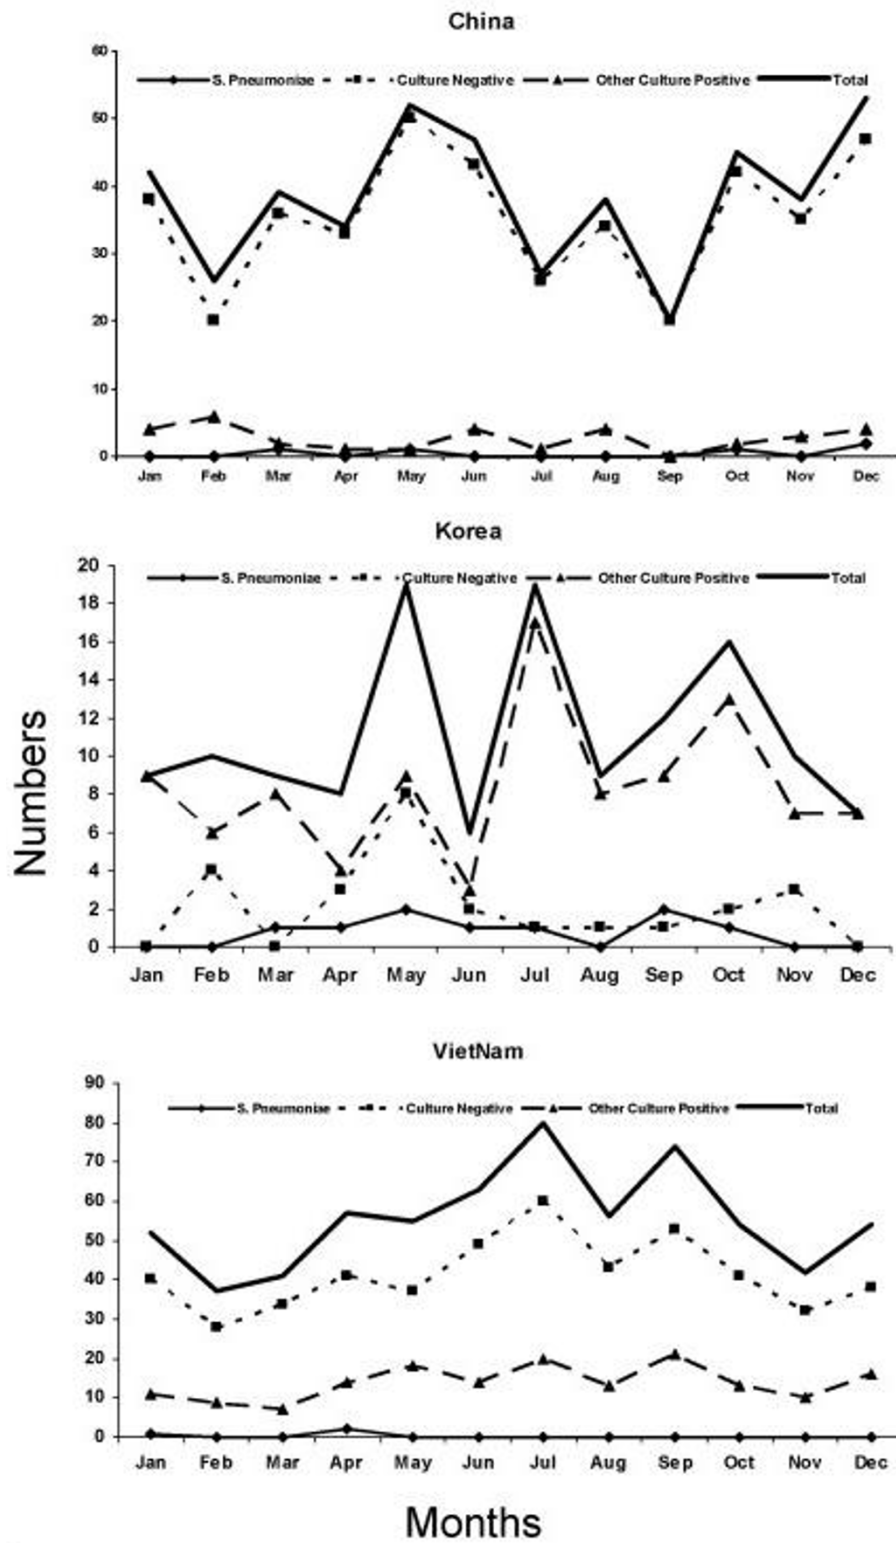 China
60
S. Pneumoniae Culture Negative Other Culture Positive Total
50
40
30
20
10
0
Jan Feb Mar Apr May Jun Jul Aug Sep Oct Nov Dec
Korea
20
S. Pneumoniae Culture Negative Other Culture Positive Total
18
16
14
12
10
8
6
4
2
0
Jan Feb Mar Apr May Jun Jul Aug Sep Oct Nov Dec
Numbers
VietNam
90
S. Pneumoniae Culture Negative Other Culture Positive Total
80
70
60
50
40
30
20
10
0
Jan Feb Mar Apr May Jun Jul Aug Sep Oct Nov Dec
Months